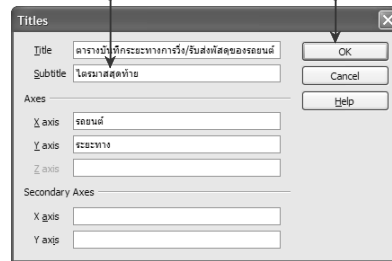 Titles
Title ตารางบันทึกระยะทางการวิ่ง/รับส่งพัสดุของรถยนต์
OK
Subtitle ไตรมาสสุดท้าย
Cancel
Axes
Help
X axis รถยนต์
Y axis ระยะทาง
Z axis
Secondary Axes
X axis
Y axis